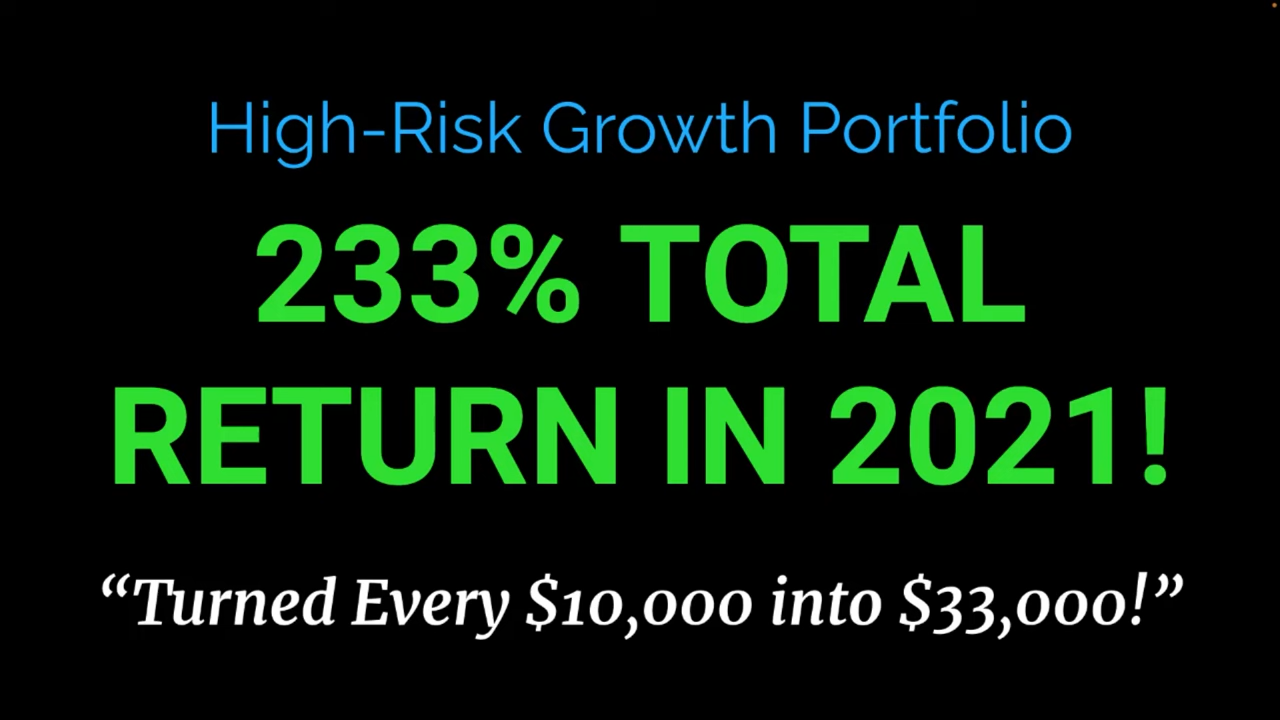 High-Risk Growth Portfolio
233% TOTAL
RETURN IN 2021!
“Turned Every $10,000 into $33,000!”